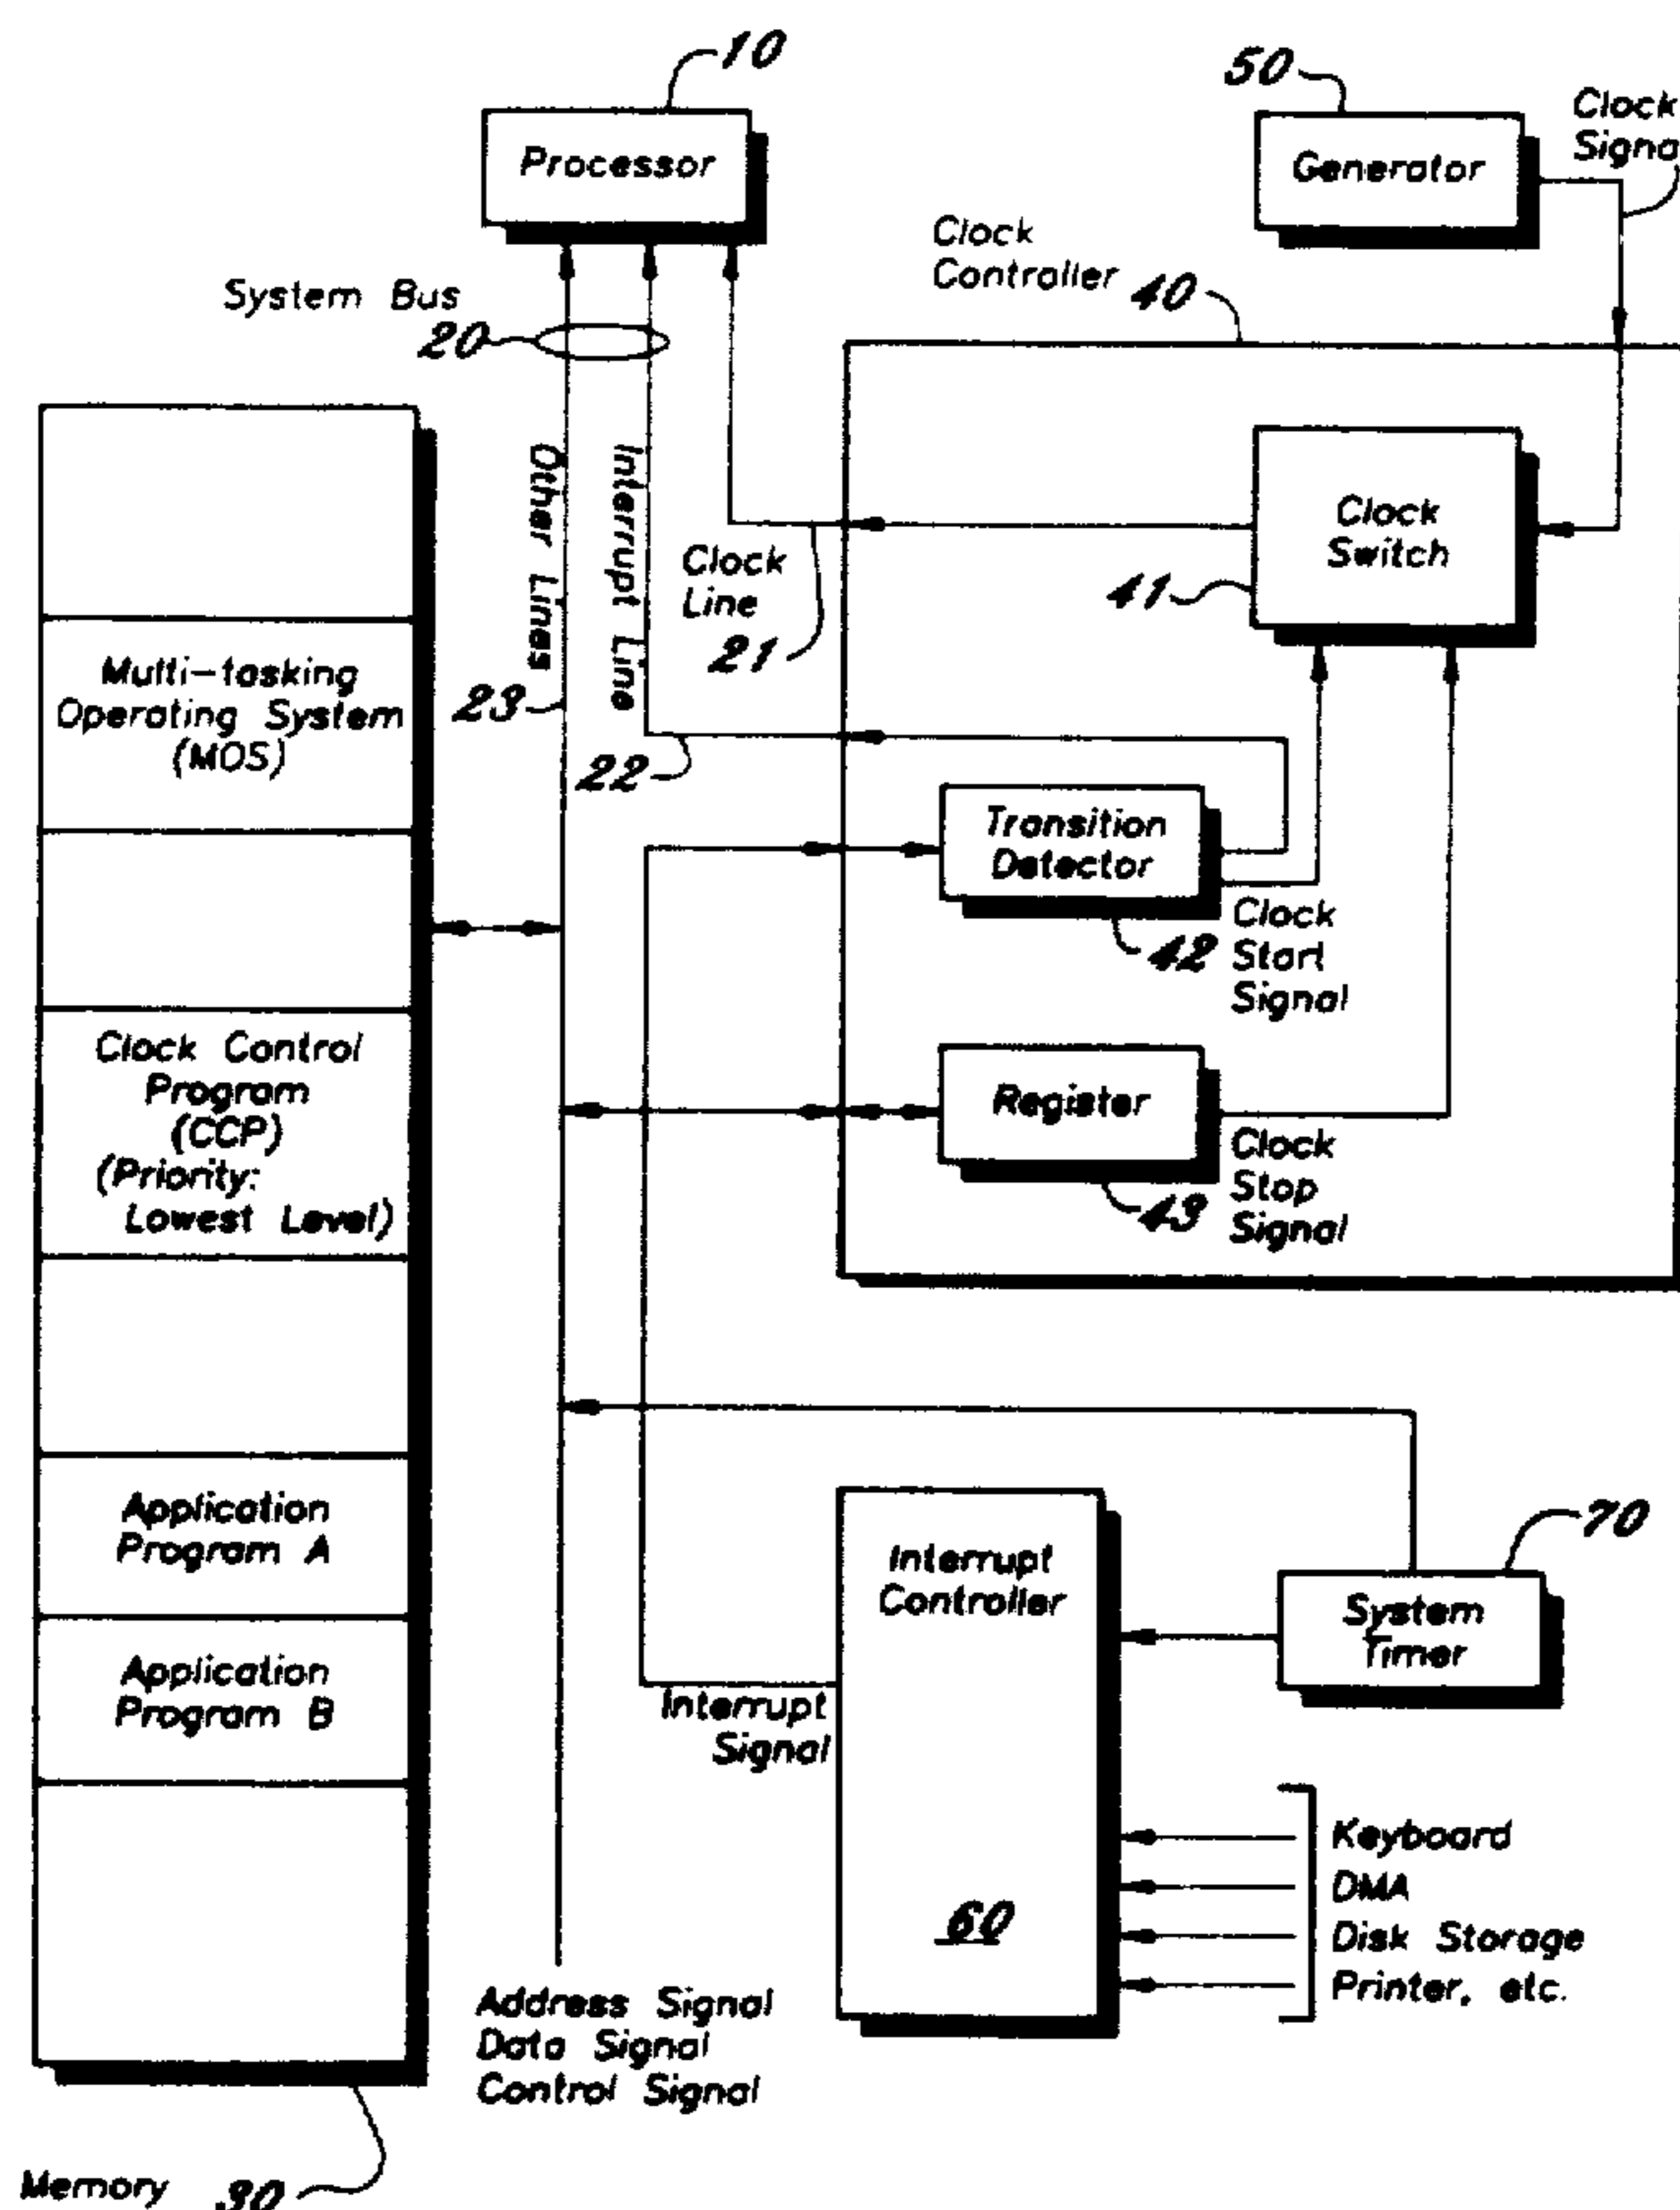 10
Processor
50
Generator
Clock
Signa
Clock
Controller 40
System Bus
20
Other Lines
Interrupt Line
Clock
Line
21
23
22
Clock
Switch
41
Transition
Detector
42
Clock
Start
Signal
Register
43
Clock
Stop
Signal
Multi-tasking
Operating System
(MOS)
Clock Control
Program
(CCP)
(Priority:
Lowest Level)
Application
Program A
Application
Program B
Interrupt
Controller
60
Interrupt
Signal
70
System
Timer
Keyboard
DMA
Disk Storage
Printer, etc.
Address Signal
Data Signal
Control Signal
Memory 30